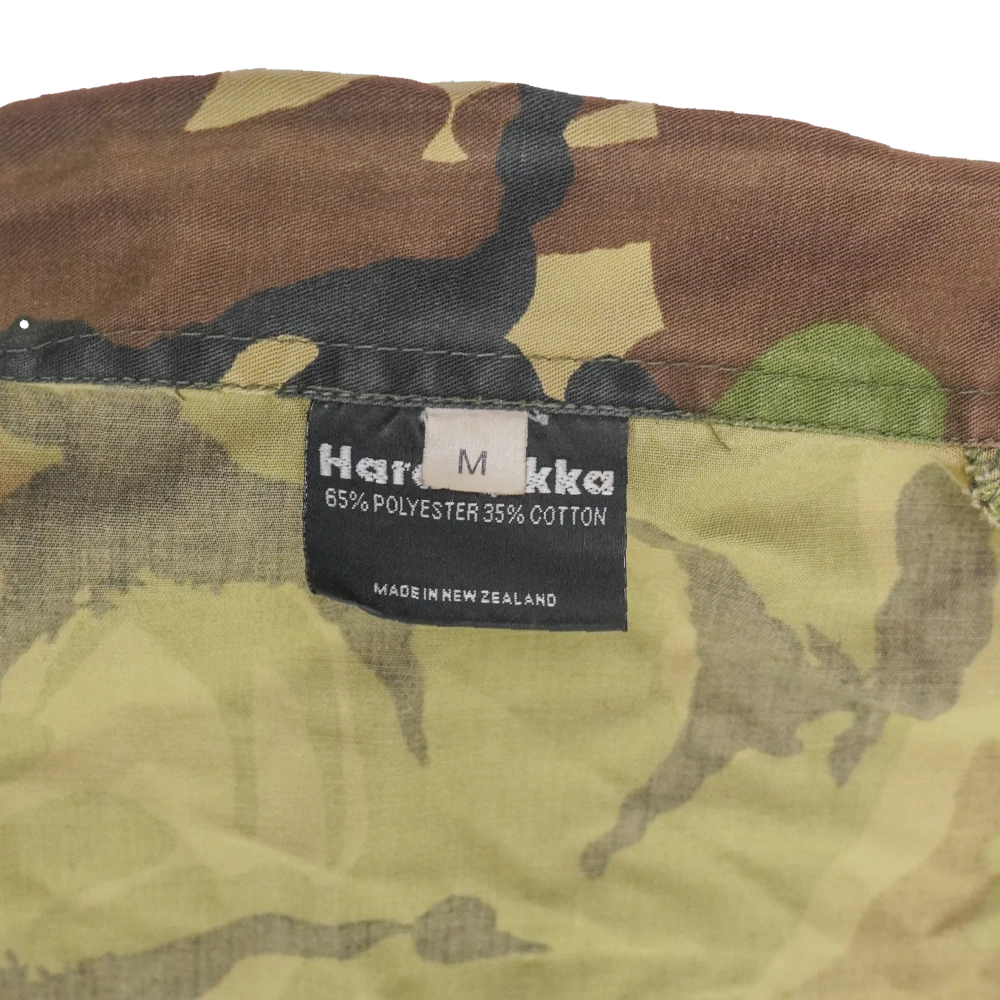 M
65% POLYESTER 35% COTTON
MADE IN NEW ZEALAND